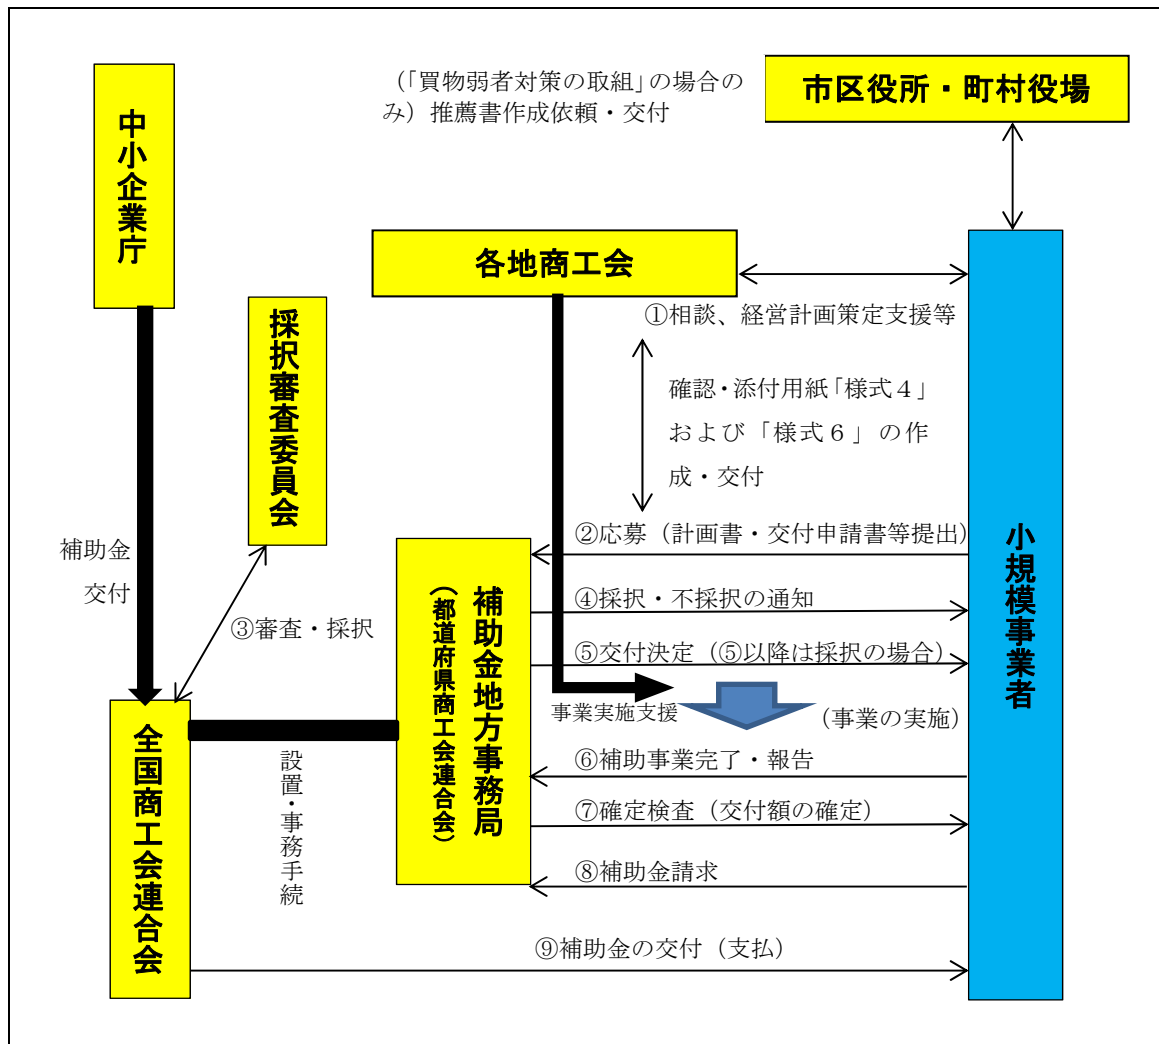 （「買物弱者対策の取組」の場合の
み）推薦書作成依頼・交付
市区役所・町村役場
中小企業庁
各地商工会
採択審査委員会
①相談、経営計画策定支援等
確認・添付用紙「様式４」
および「様式６」の作
成・交付
補助金
交付
③審査・採択
②応募（計画書・交付申請書等提出）
④採択・不採択の通知
⑤交付決定（⑤以降は採択の場合）
事業実施支援
（事業の実施）
小規模事業者
補助金地方事務局
（都道府県商工会連合会）
全国商工会連合会
設置・事務手続
⑥補助事業完了・報告
⑦確定検査（交付額の確定）
⑧補助金請求
⑨補助金の交付（支払）